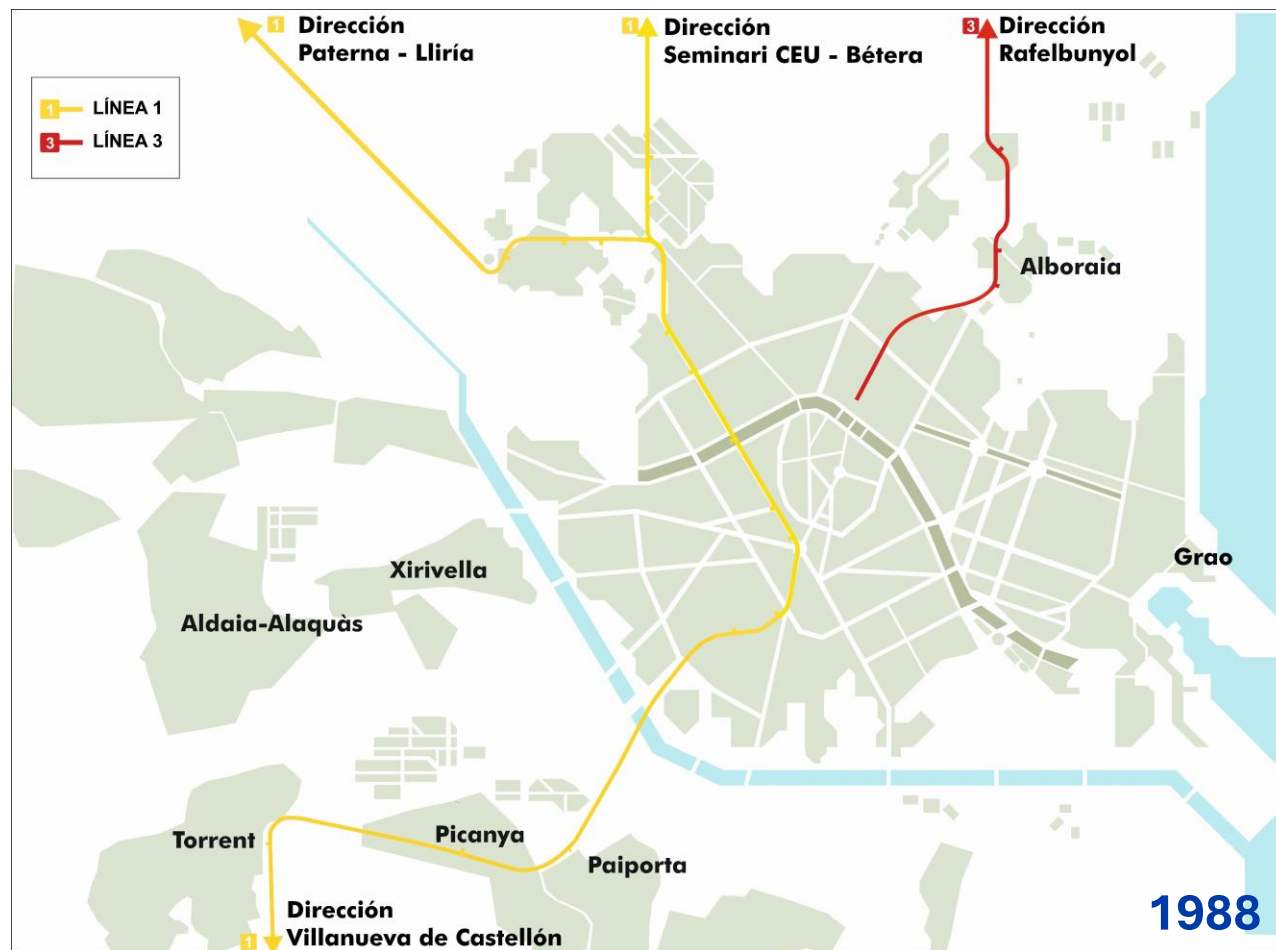 1 Dirección
Paterna - Lliría
1 Dirección
Seminari CEU - Bétera
3 Dirección
Rafelbunyol
1 LÍNEA 1
3 LÍNEA 3
Alboraia
Grao
Xirivella
Aldaia-Alaquàs
Torrent
Picanya
Paiporta
Dirección
1 Villanueva de Castellón
1988